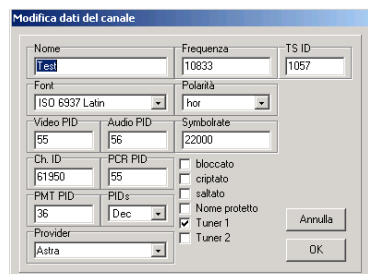 Modifica dati del canale
Nome Frequenza TS ID
Test 10833 1057
Font Polarità
ISO 6937 Latin hor
Video PID Audio PID Symbolrate
55 56 22000
Ch. ID PCR PID
61950 55
bloccato
criptato
PMT PID PIDs
36 Dec
saltato
Nome protetto
Tuner 1
Tuner 2
Provider
Astra
Annulla
OK